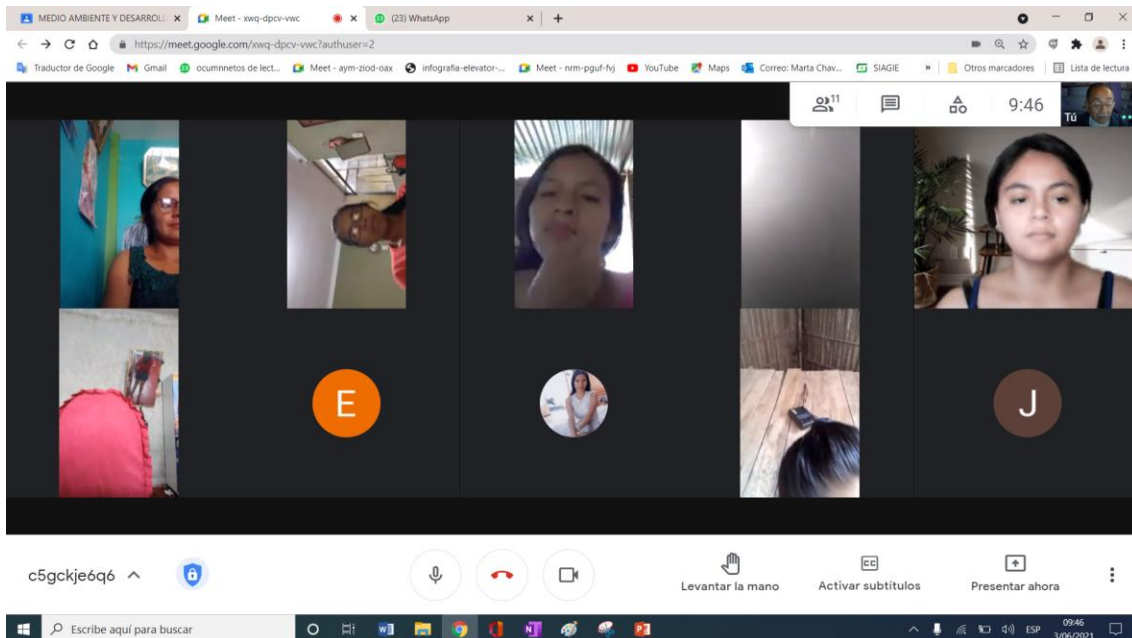 MEDIO AMBIENTE Y DESARROLL
Meet - xwq-dpcv-vwc
(23) WhatsApp
https://meet.google.com/xwq-dpcv-vwc?authuser=2
Traductor de Google
Gmail
ocumnnetos de lect...
Meet - aym-ziod-oax
infografia-elevator-...
Meet - nrm-pguf-fvj
YouTube
Maps
Correo: Marta Chav...
SIAGIE
»
Otros marcadores
Lista de lectura
11
9:46
Tú
E
J
c5gckje6q6
Levantar la mano
Activar subtítulos
Presentar ahora
Escribe aquí para buscar
ESP
09:46
3/06/2021